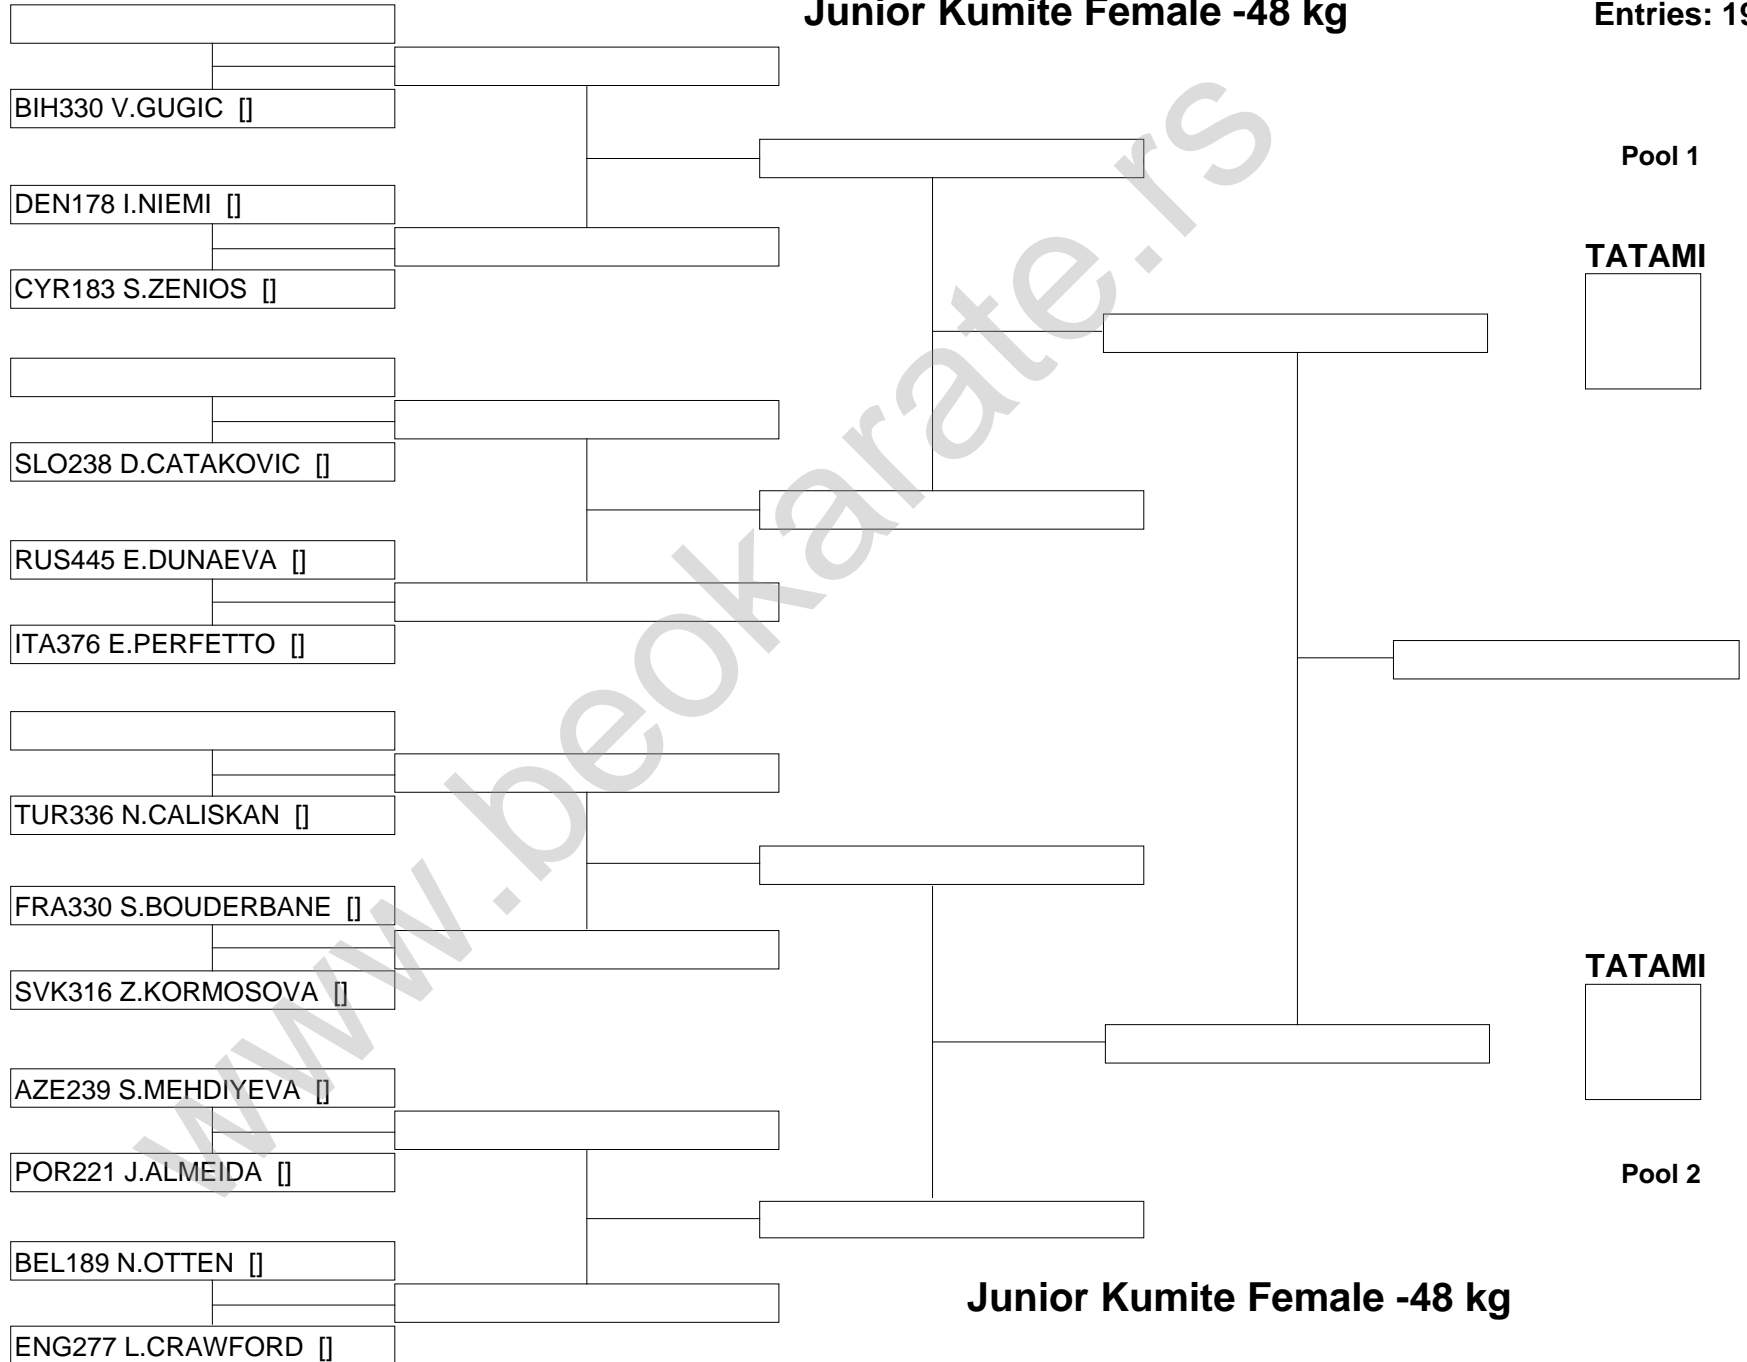 Junior Kumite Female -48 kg
Entries: 19
BIH330 V.GUGIC []
Pool 1
DEN178 I.NIEMI []
TATAMI
CYR183 S.ZENIOS []
SLO238 D.CATAKOVIC []
RUS445 E.DUNAEVA []
ITA376 E.PERFETTO []
TUR336 N.CALISKAN []
FRA330 S.BOUDERBANE []
TATAMI
SVK316 Z.KORMOSOVA []
AZE239 S.MEHDIYEVA []
POR221 J.ALMEIDA []
Pool 2
BEL189 N.OTTEN []
Junior Kumite Female -48 kg
ENG277 L.CRAWFORD []
www.beokarate.rs